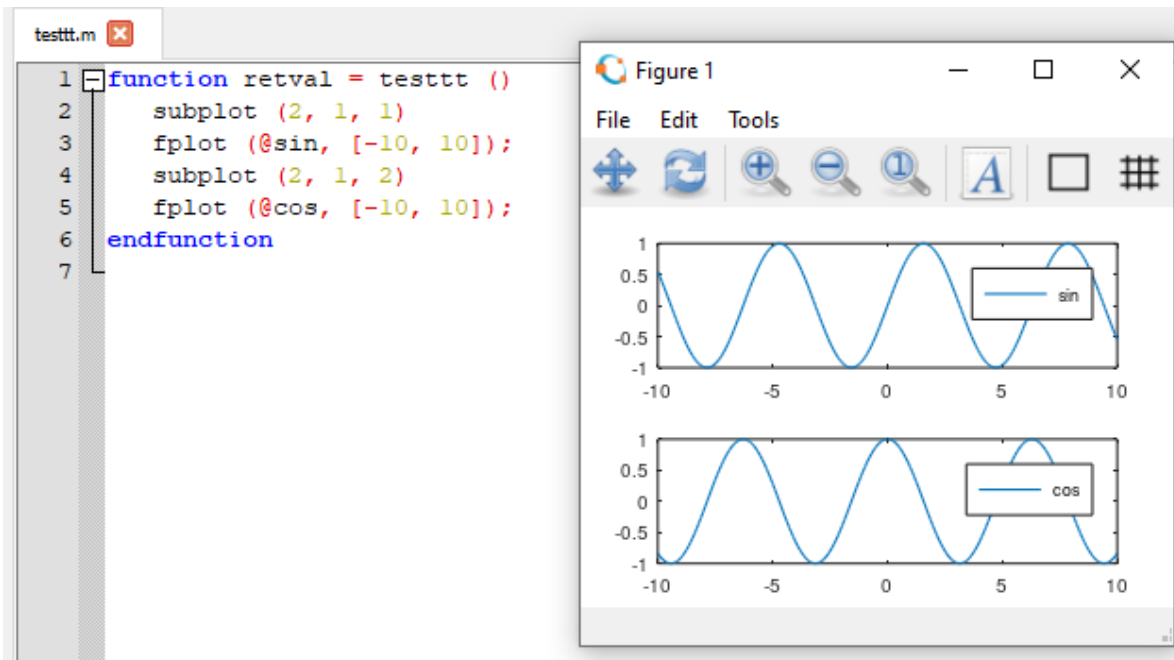 testtt.m
1 function retval = testtt ()
2 subplot (2, 1, 1)
3 fplot (@sin, [-10, 10]);
4 subplot (2, 1, 2)
5 fplot (@cos, [-10, 10]);
6 endfunction
7
Figure 1
File Edit Tools
1 A
1
0.5
0
-0.5
-1
-10 -5 0 5 10
sin
1
0.5
0
-0.5
-1
-10 -5 0 5 10
cos